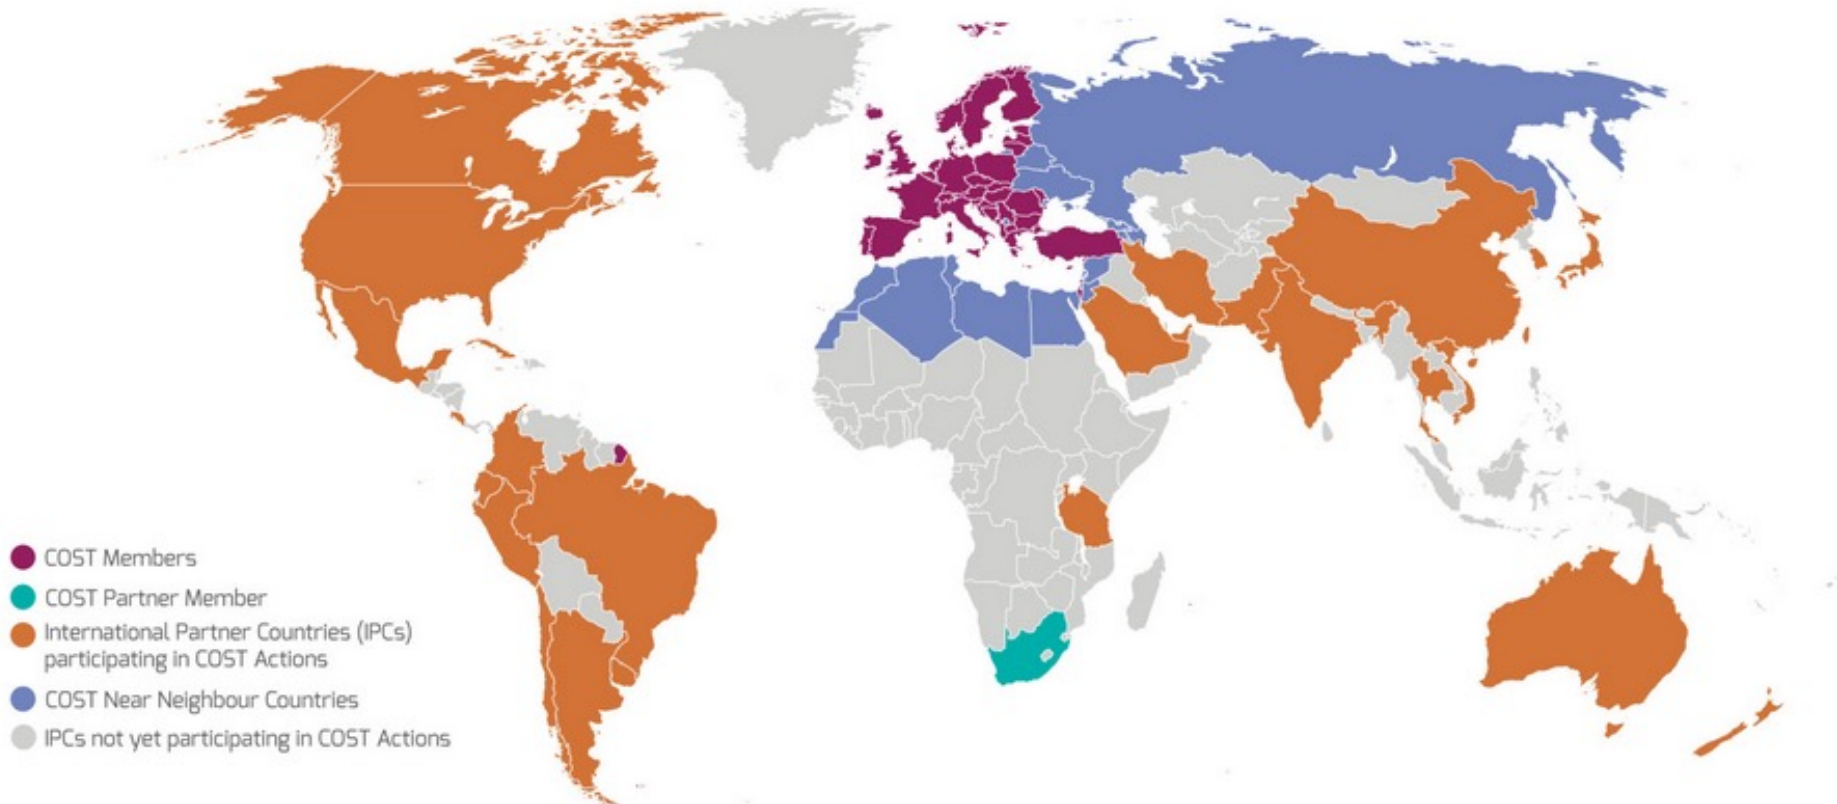 COST Members
COST Partner Member
International Partner Countries (IPCs)
participating in COST Actions
COST Near Neighbour Countries
IPCs not yet participating in COST Actions